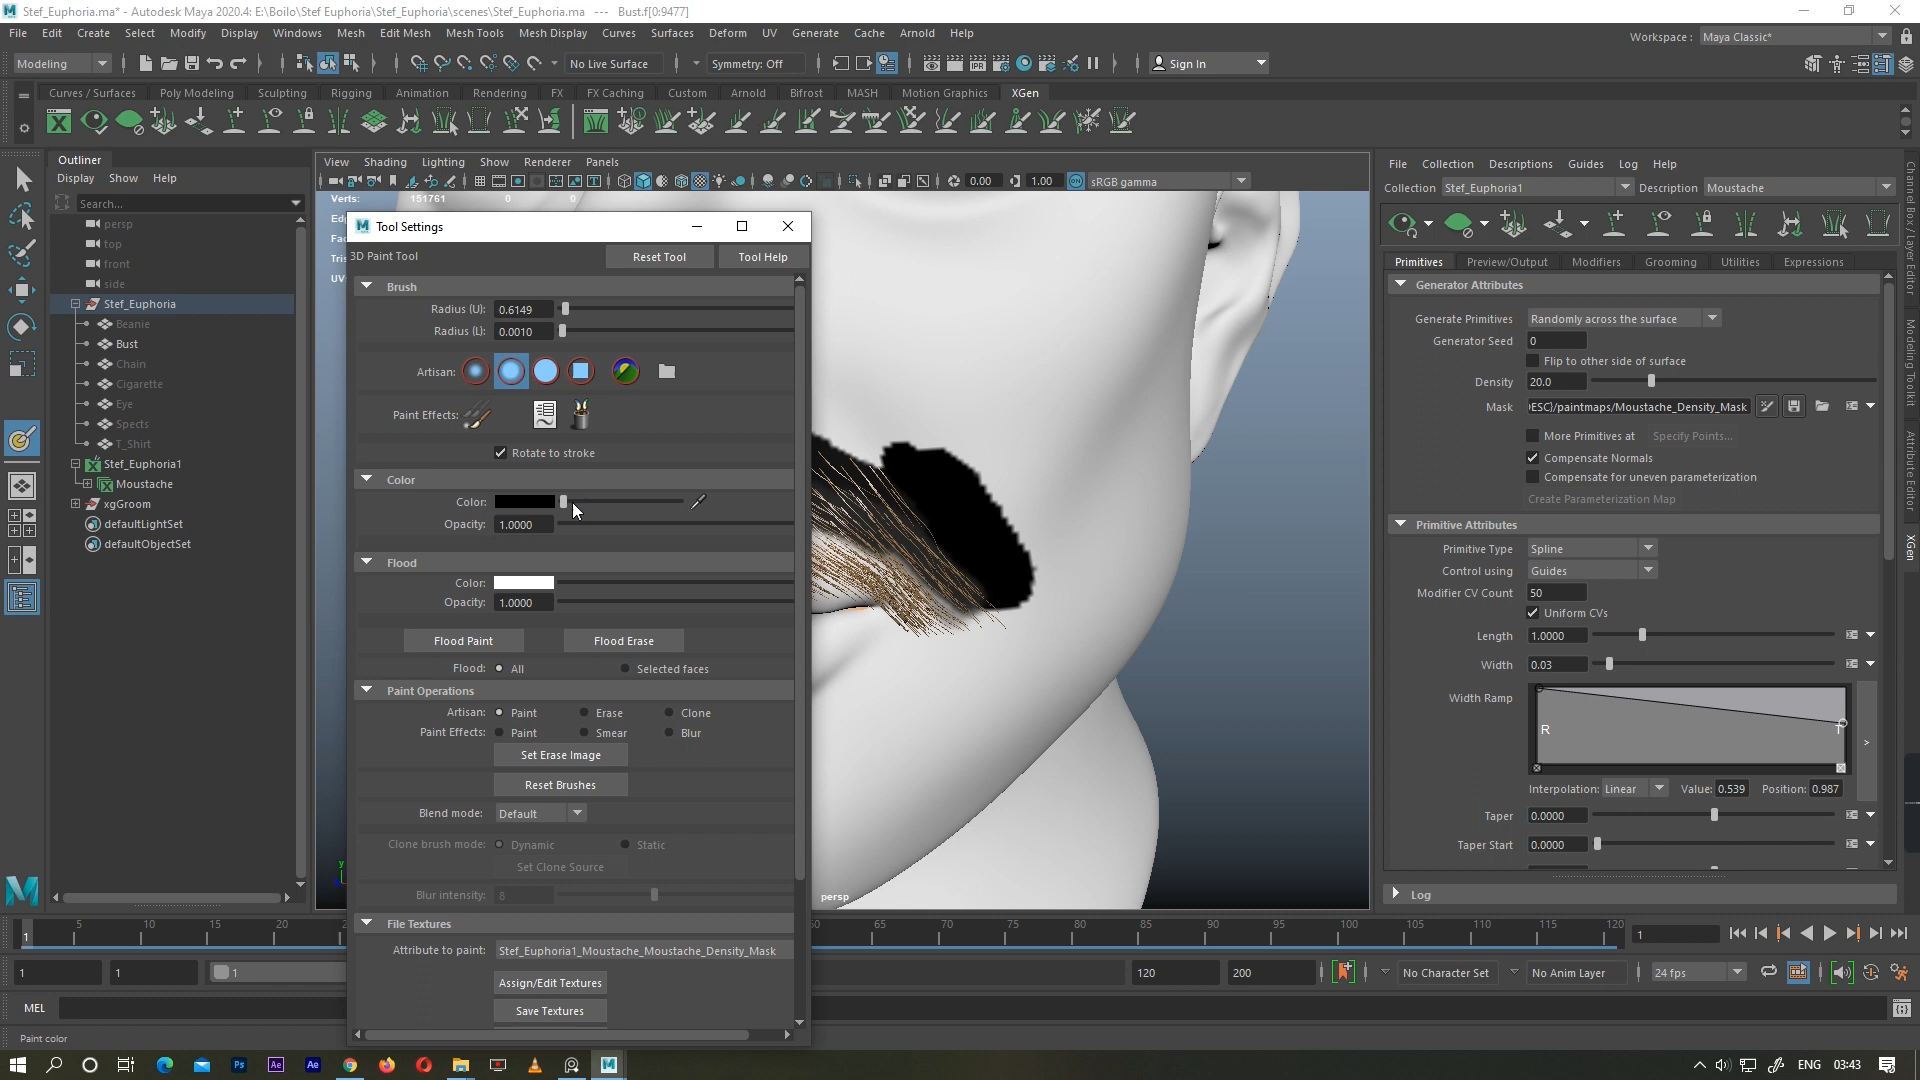 Stef_Euphoria.ma* - Autodesk Maya 2020.4: E:\Boilo\Stef Euphoria\Stef_Euphoria\scenes\Stef_Euphoria.ma --- Bust.f[0:9477]
File Edit Create Select Modify Display Windows Mesh Edit Mesh Mesh Tools Mesh Display Curves Surfaces Deform UV Generate Cache Arnold Help
Workspace : Maya Classic*
Modeling No Live Surface Symmetry: Off Sign In
Curves / Surfaces Poly Modeling Sculpting Rigging Animation Rendering FX FX Caching Custom Arnold Bifrost MASH Motion Graphics XGen
Outliner
Display Show Help
Search...
persp
top
front
side
Stef_Euphoria
Beanie
Bust
Chain
Cigarette
Eye
Spects
T_Shirt
Stef_Euphoria1
Moustache
xgGroom
defaultLightSet
defaultObjectSet
View Shading Lighting Show Renderer Panels
0.00 1.00 sRGB gamma
Verts: 151761 0 0
Tool Settings
3D Paint Tool Reset Tool Tool Help
Brush
Radius (U): 0.6149
Radius (L): 0.0010
Artisan:
Paint Effects:
Rotate to stroke
Color
Color:
Opacity: 1.0000
Flood
Color:
Opacity: 1.0000
Flood Paint Flood Erase
Flood: All Selected faces
Paint Operations
Artisan: Paint Erase Clone
Paint Effects: Paint Smear Blur
Set Erase Image
Reset Brushes
Blend mode: Default
Clone brush mode: Dynamic Static
Set Clone Source
Blur intensity: 8
File Textures
Attribute to paint: Stef_Euphoria1_Moustache_Moustache_Density_Mask
Assign/Edit Textures
Save Textures
persp
File Collection Descriptions Guides Log Help
Collection Stef_Euphoria1 Description Moustache
Primitives Preview/Output Modifiers Grooming Utilities Expressions
Generator Attributes
Generate Primitives Randomly across the surface
Generator Seed 0
Flip to other side of surface
Density 20.0
Mask DESC}/paintmaps/Moustache_Density_Mask
More Primitives at Specify Points...
Compensate Normals
Compensate for uneven parameterization
Create Parameterization Map
Primitive Attributes
Primitive Type Spline
Control using Guides
Modifier CV Count 50
Uniform CVs
Length 1.0000
Width 0.03
Width Ramp
R T
>
Interpolation: Linear Value: 0.539 Position: 0.987
Taper 0.0000
Taper Start 0.0000
Log
Channel Box / Layer Editor
Modeling Toolkit
Attribute Editor
XGen
1 5 10 15 20 65 70 75 80 85 90 95 100 105 110 115 120 1
1 1 1 120 200 No Character Set No Anim Layer 24 fps
MEL
Paint color
ENG 03:43